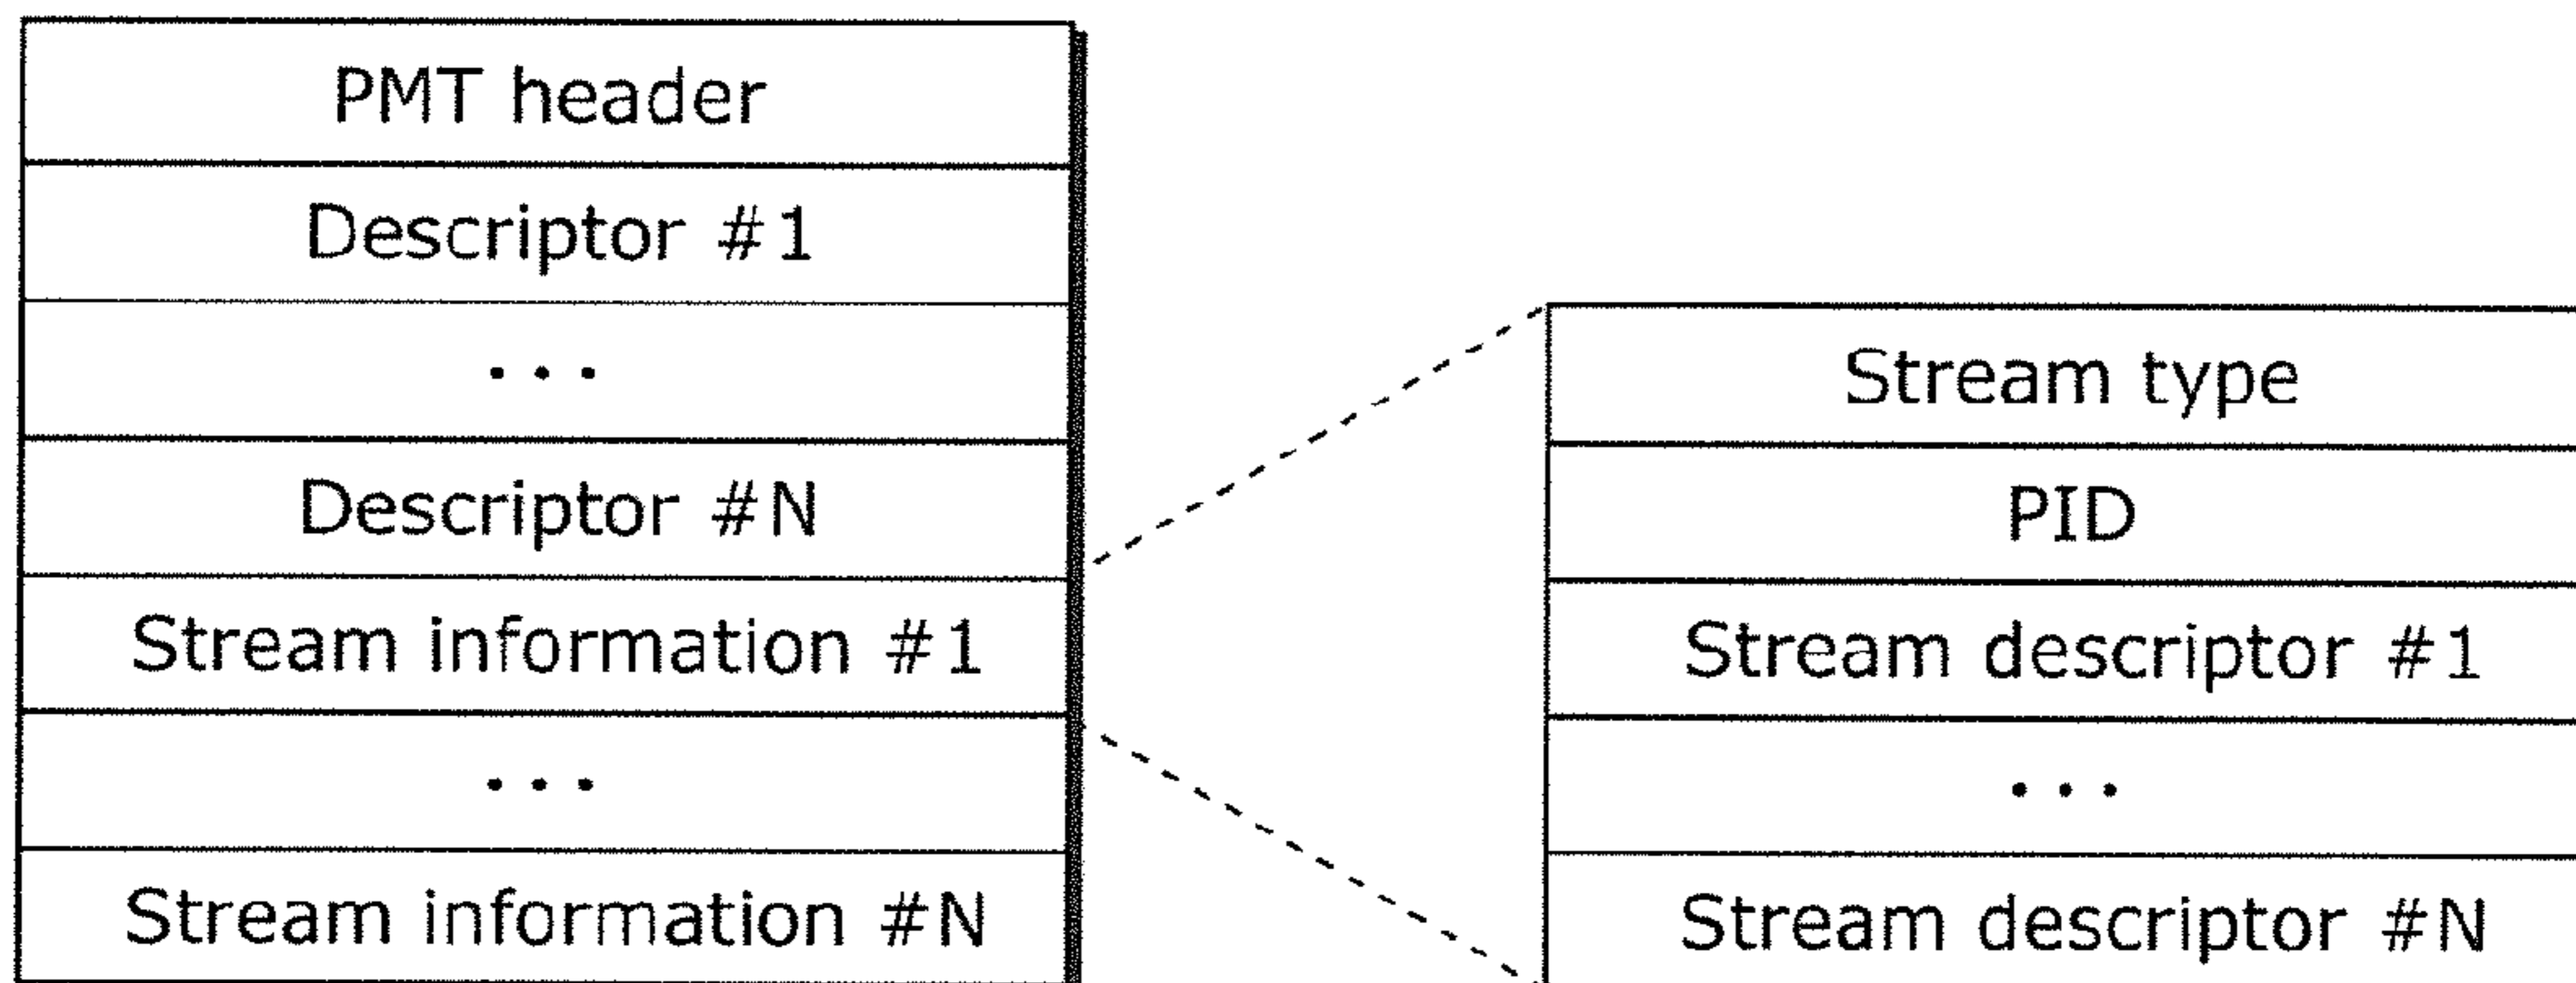 PMT header
Descriptor #1
...
Descriptor #N
Stream information #1
...
Stream information #N
Stream type
PID
Stream descriptor #1
...
Stream descriptor #N